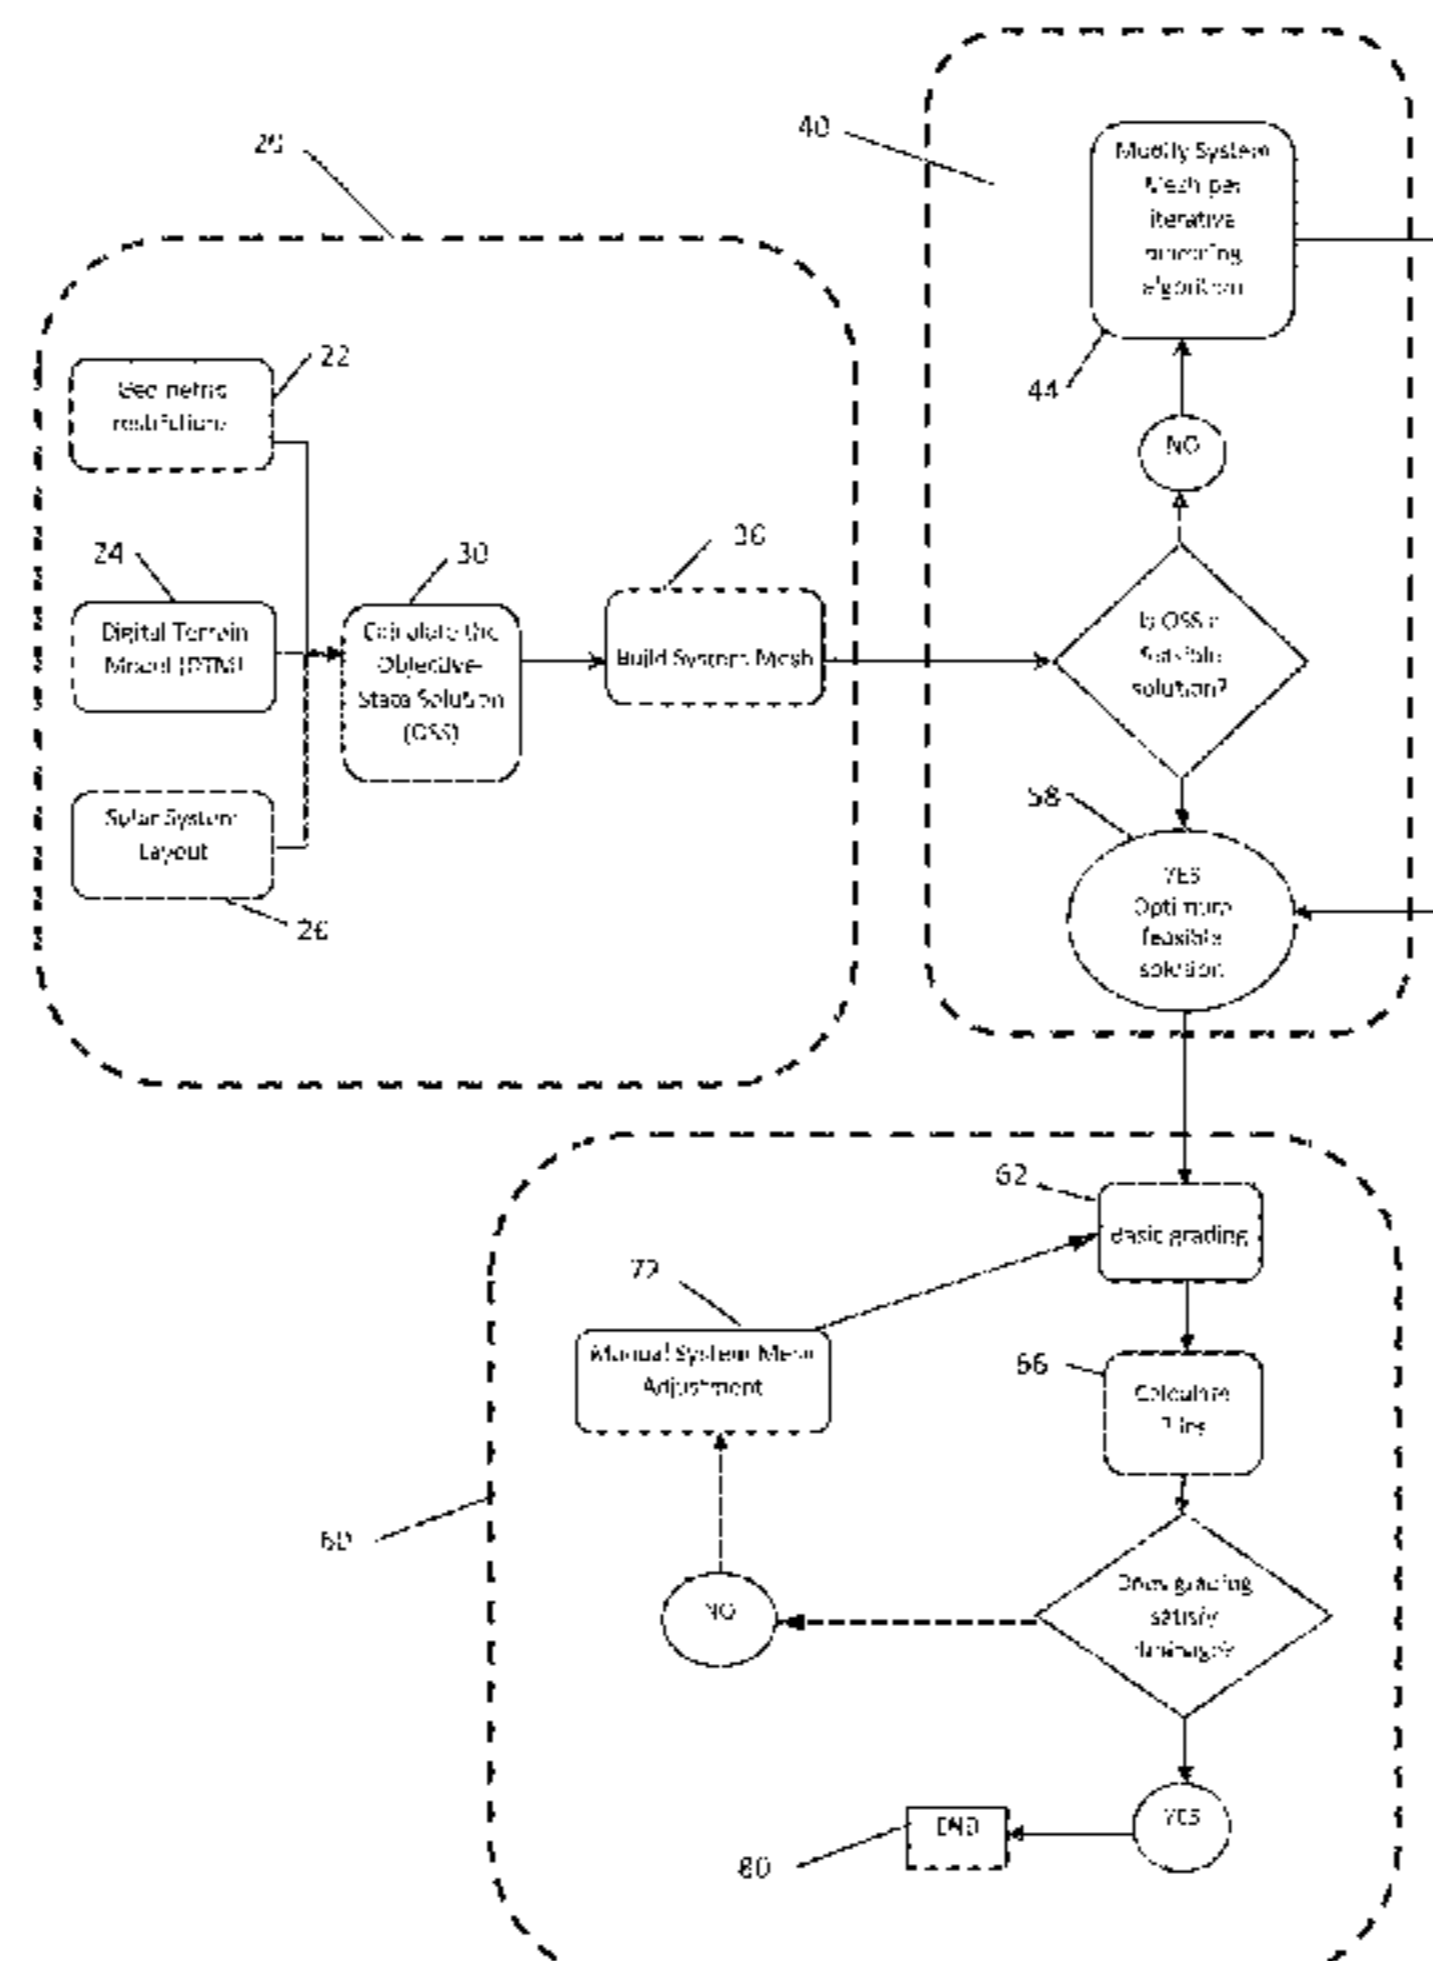 40
Modify System
Mesh per
iterative
algorithm
44
NO
20
22
Geometric
restrictions
24
Digital Terrain
Model (DTM)
30
Calculate the
Objective-
State Solution
(OSS)
36
Build System Mesh
Is OSS a
feasible
solution?
Solar System
Layout
26
58
YES
Optimum
feasible
solution
62
Basic grading
72
Manual System Mesh
Adjustment
66
Calculate
60
NO
Does grading
satisfy
drainage?
YES
END
80